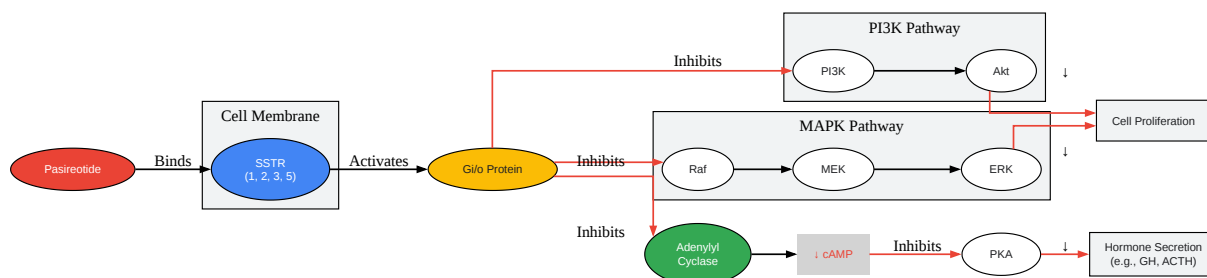 PI3K Pathway
Inhibits
PI3K
Akt
↓
Cell Membrane
MAPK Pathway
Cell Proliferation
Pasireotide
Binds
SSTR
(1, 2, 3, 5)
Activates
Gi/o Protein
Inhibits
Raf
MEK
ERK
↓
Inhibits
Adenylyl
Cyclase
↓ cAMP
Inhibits
PKA
↓
Hormone Secretion
(e.g., GH, ACTH)